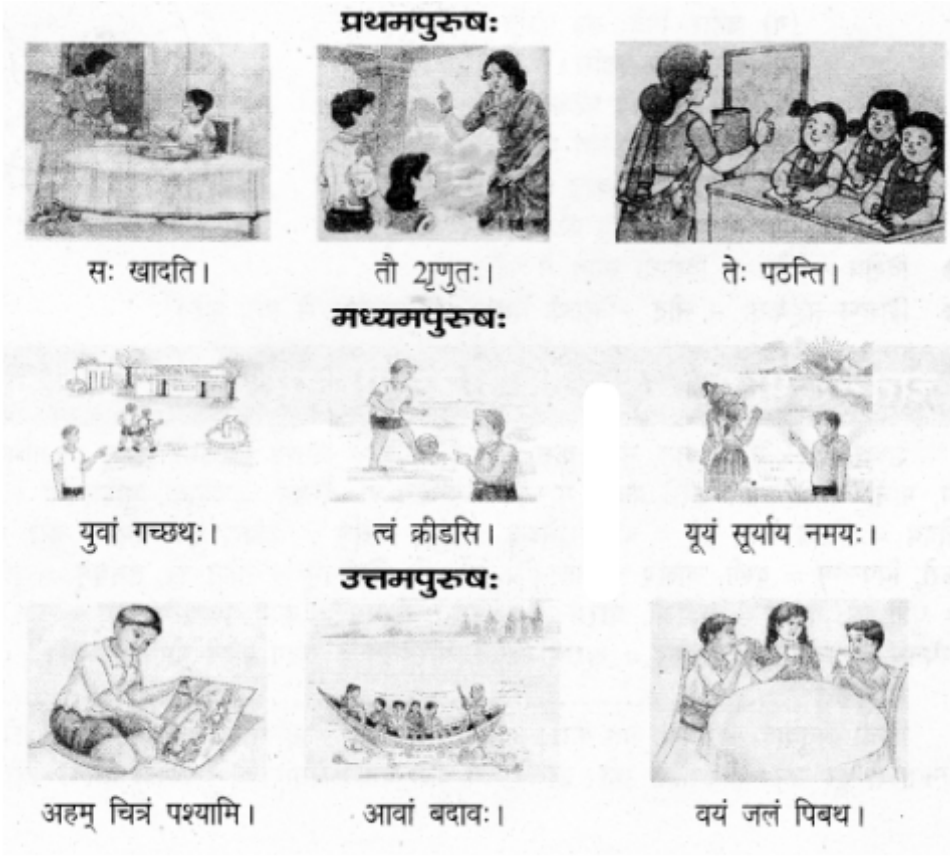 प्रथमपुरुषः
सः खादति।
तौ शृणुतः।
तेः पठन्ति।
मध्यमपुरुषः
युवां गच्छथः।
त्वं क्रीडसि।
यूयं सूर्याय नमयः।
उत्तमपुरुषः
अहम् चित्रं पश्यामि।
आवां बदावः।
वयं जलं पिबथ।